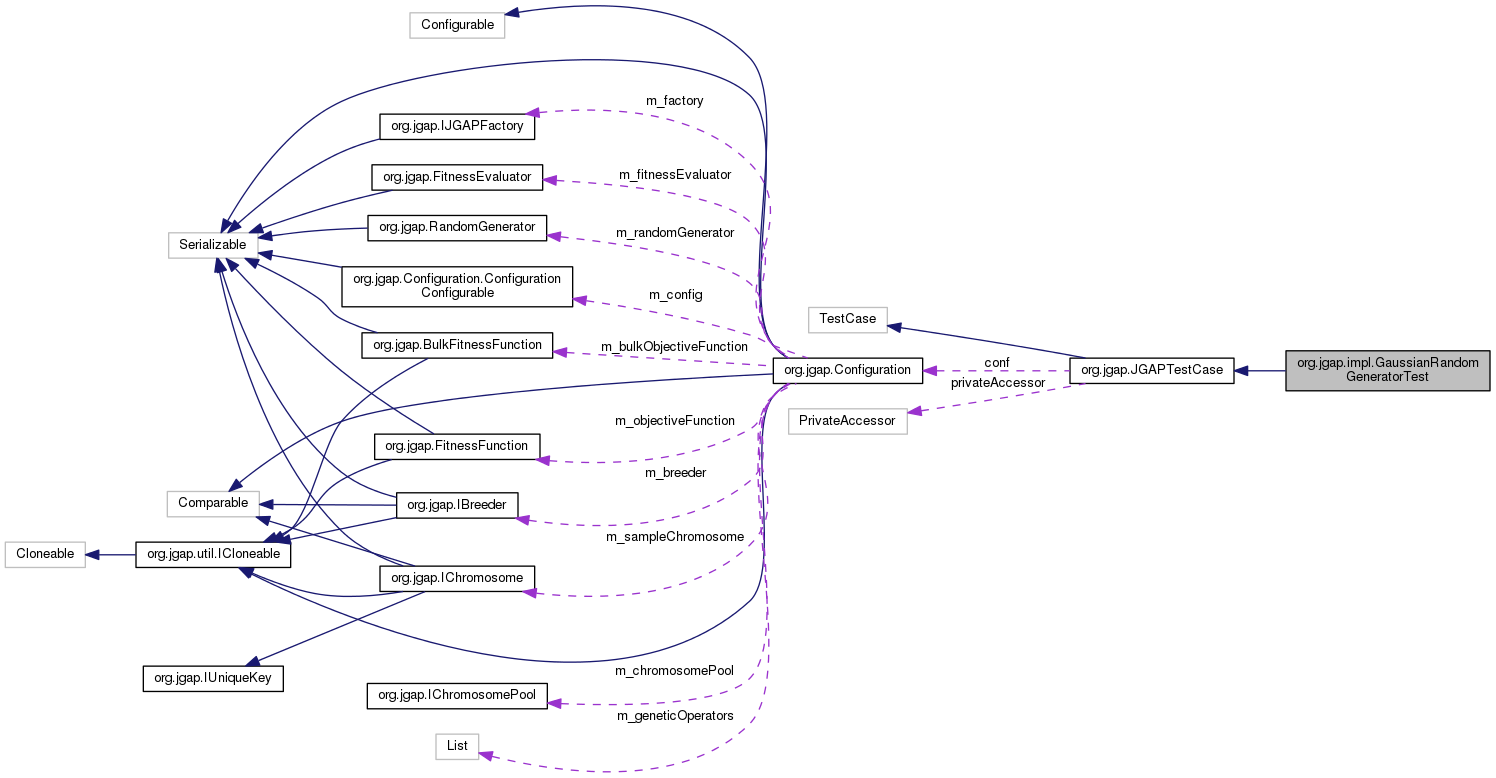 Configurable
m_factory
org.jgap.IJGAPFactory
m_fitnessEvaluator
org.jgap.FitnessEvaluator
org.jgap.RandomGenerator
m_randomGenerator
Serializable
org.jgap.Configuration.Configuration
Configurable
m_config
TestCase
org.jgap.BulkFitnessFunction
m_bulkObjectiveFunction
org.jgap.Configuration
conf
org.jgap.JGAPTestCase
org.jgap.impl.GaussianRandom
GeneratorTest
privateAccessor
PrivateAccessor
m_objectiveFunction
org.jgap.FitnessFunction
m_breeder
Comparable
org.jgap.IBreeder
m_sampleChromosome
Cloneable
org.jgap.util.ICloneable
org.jgap.IChromosome
org.jgap.IUniqueKey
m_chromosomePool
org.jgap.IChromosomePool
m_geneticOperators
List